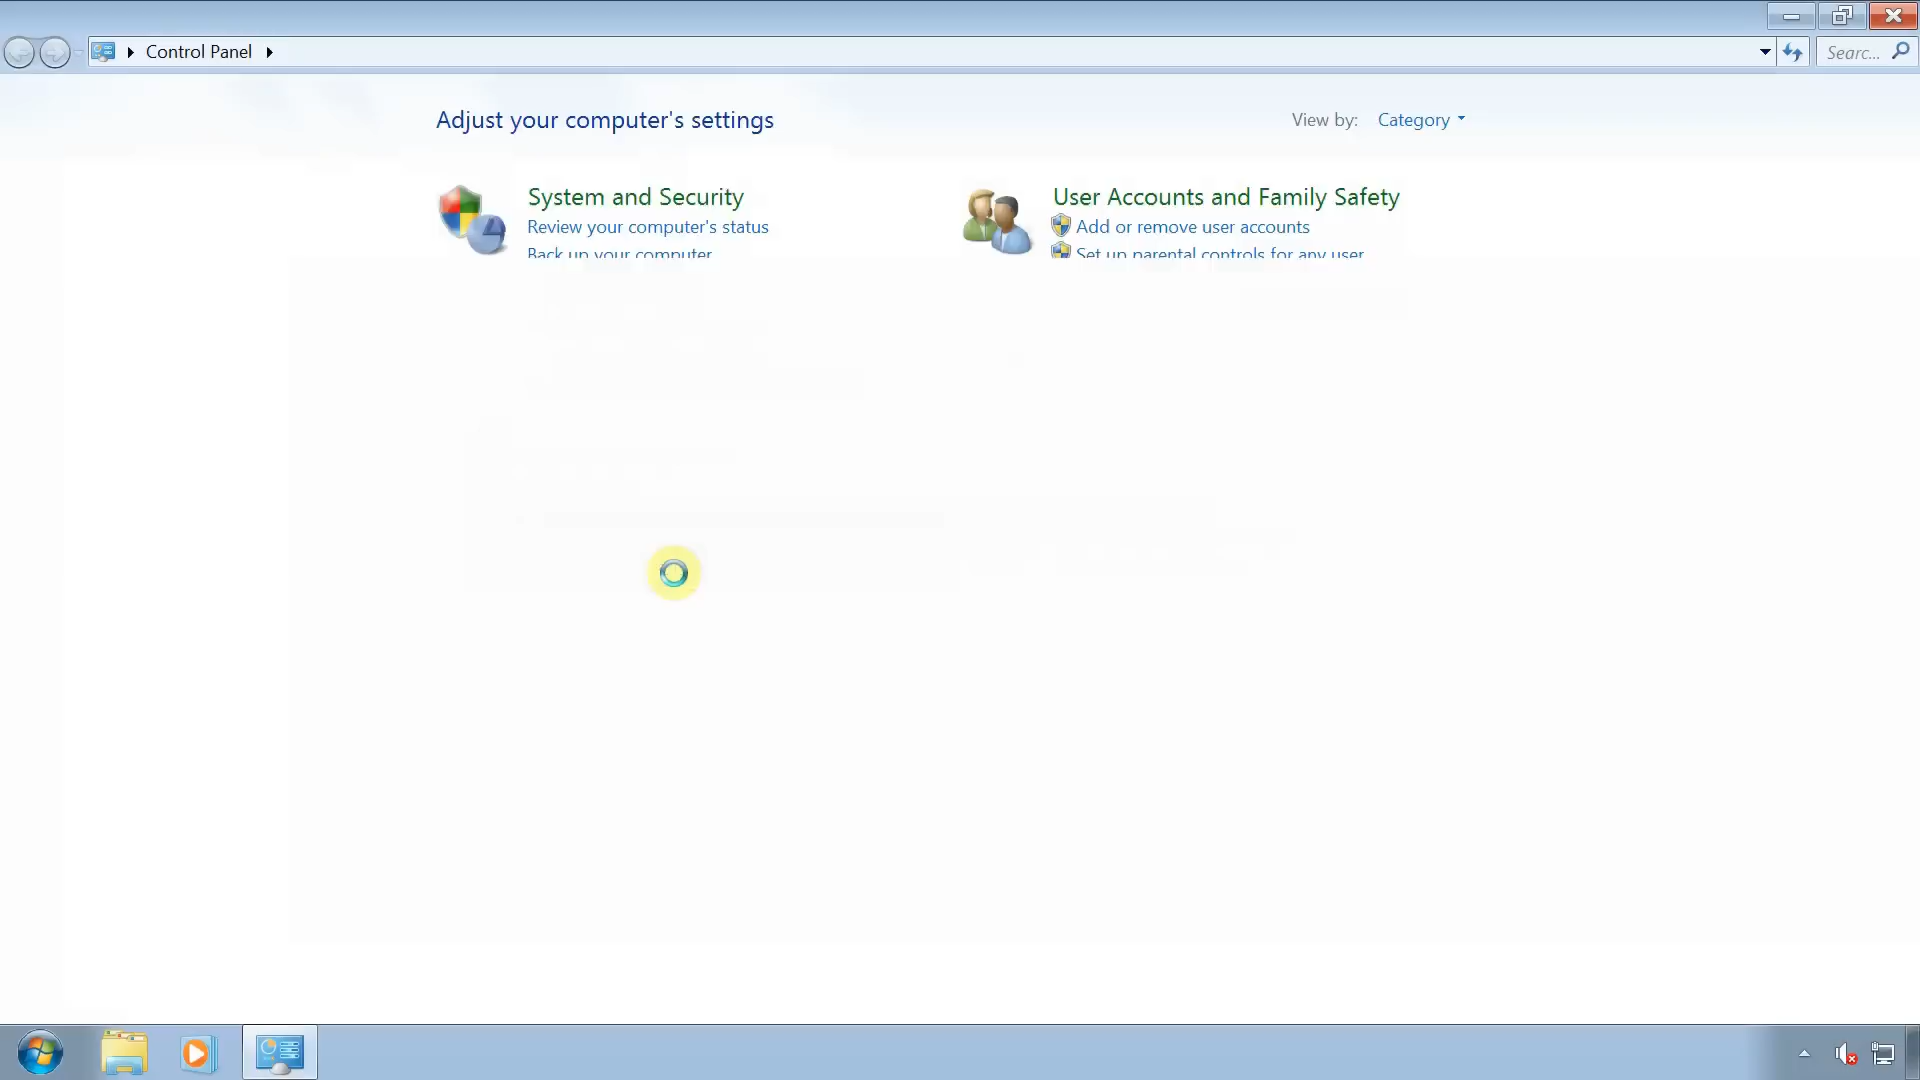 Control Panel
Searc...
Adjust your computer's settings
View by: Category
System and Security
Review your computer's status
Back up your computer
User Accounts and Family Safety
Add or remove user accounts
Set up parental controls for any user